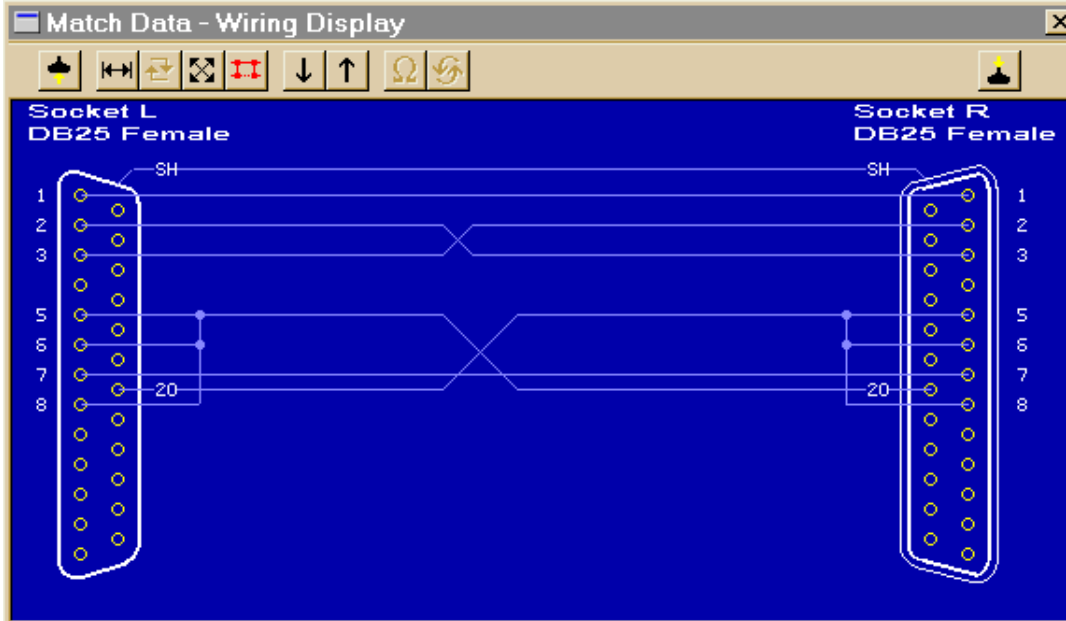 Match Data - Wiring Display
Ω
Socket L
DB25 Female
Socket R
DB25 Female
SH SH
1 1
2 2
3 3
5 5
6 6
7 7
20 20
8 8